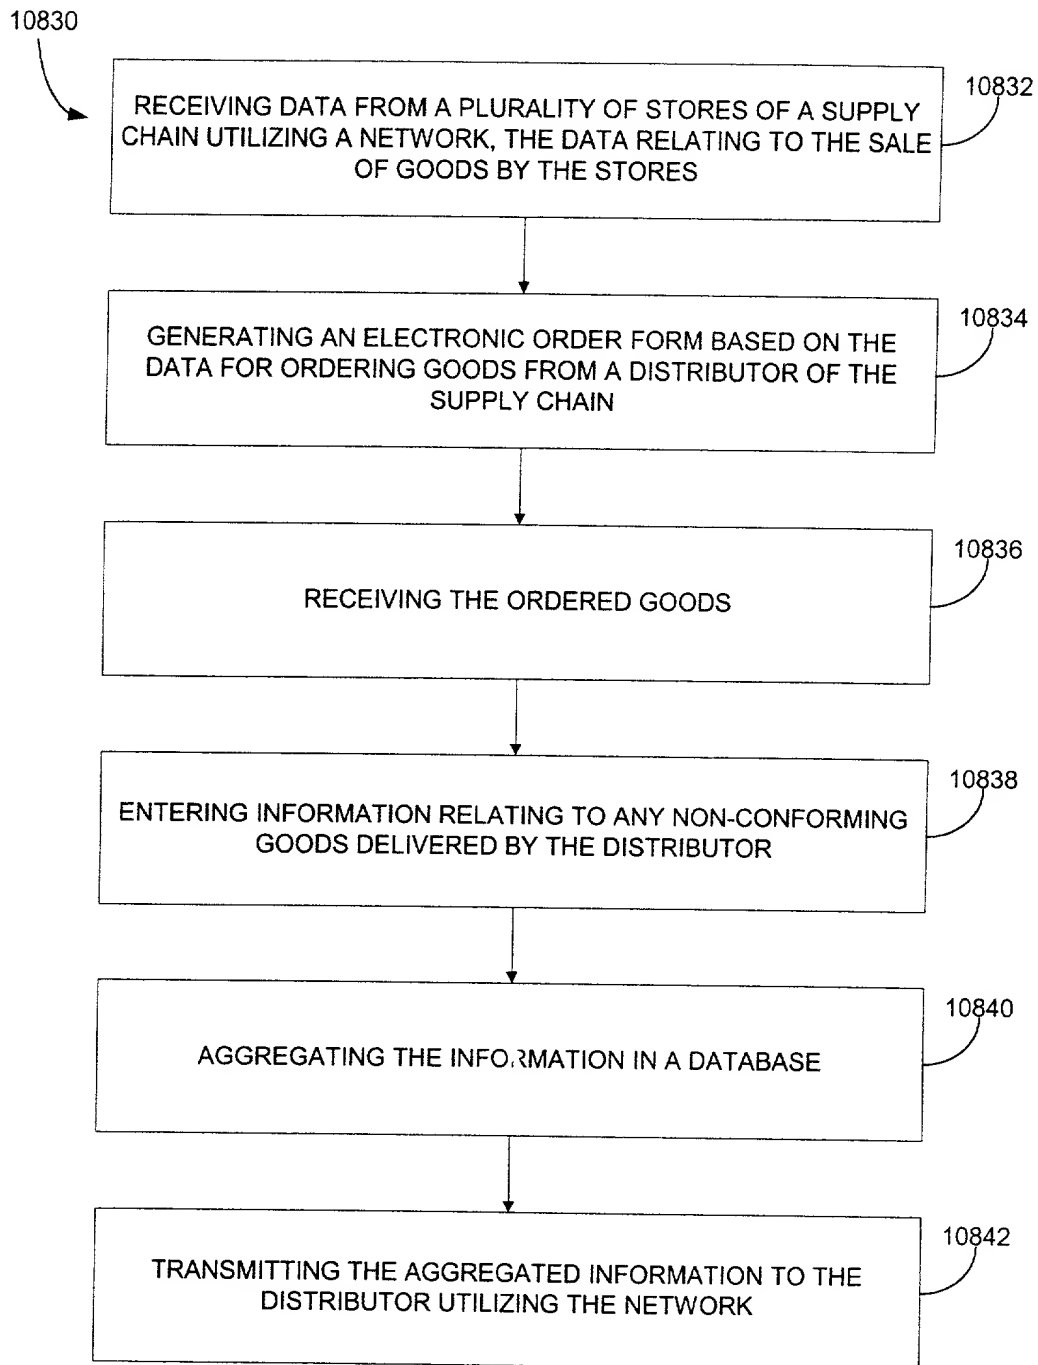 10830
10832
RECEIVING DATA FROM A PLURALITY OF STORES OF A SUPPLY
CHAIN UTILIZING A NETWORK, THE DATA RELATING TO THE SALE
OF GOODS BY THE STORES
10834
GENERATING AN ELECTRONIC ORDER FORM BASED ON THE
DATA FOR ORDERING GOODS FROM A DISTRIBUTOR OF THE
SUPPLY CHAIN
10836
RECEIVING THE ORDERED GOODS
10838
ENTERING INFORMATION RELATING TO ANY NON-CONFORMING
GOODS DELIVERED BY THE DISTRIBUTOR
10840
AGGREGATING THE INFORMATION IN A DATABASE
10842
TRANSMITTING THE AGGREGATED INFORMATION TO THE
DISTRIBUTOR UTILIZING THE NETWORK